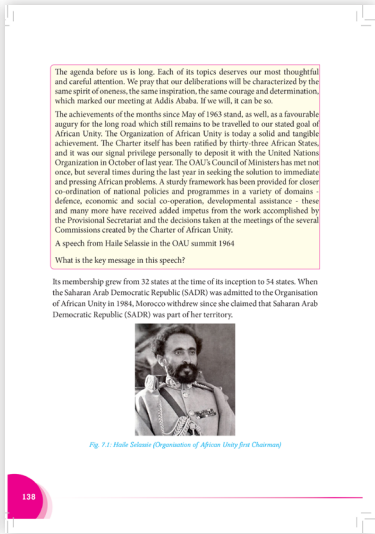 The agenda before us is long. Each of its topics deserves our most thoughtful
and careful attention. We pray that our deliberations will be characterized by the
same spirit of oneness, the same inspiration, the same courage and determination,
which marked our meeting at Addis Ababa. If we will, it can be so.
The achievements of the months since May of 1963 stand, as well, as a favourable
augury for the long road which still remains to be travelled to our stated goal of
African Unity. The Organization of African Unity is today a solid and tangible
achievement. The Charter itself has been ratified by thirty-three African States,
and it was our signal privilege personally to deposit it with the United Nations
Organization in October of last year. The OAU's Council of Ministers has met not
once, but several times during the last year in seeking the solution to immediate
and pressing African problems. A sturdy framework has been provided for closer
co-ordination of national policies and programmes in a variety of domains -
defence, economic and social co-operation, developmental assistance - these
and many more have received added impetus from the work accomplished by
the Provisional Secretariat and the decisions taken at the meetings of the several
Commissions created by the Charter of African Unity.
A speech from Haile Selassie in the OAU summit 1964
What is the key message in this speech?
Its membership grew from 32 states at the time of its inception to 54 states. When
the Saharan Arab Democratic Republic (SADR) was admitted to the Organisation
of African Unity in 1984, Morocco withdrew since she claimed that Saharan Arab
Democratic Republic (SADR) was part of her territory.
Fig. 7.1: Haile Selassie (Organisation of African Unity first Chairman)
138